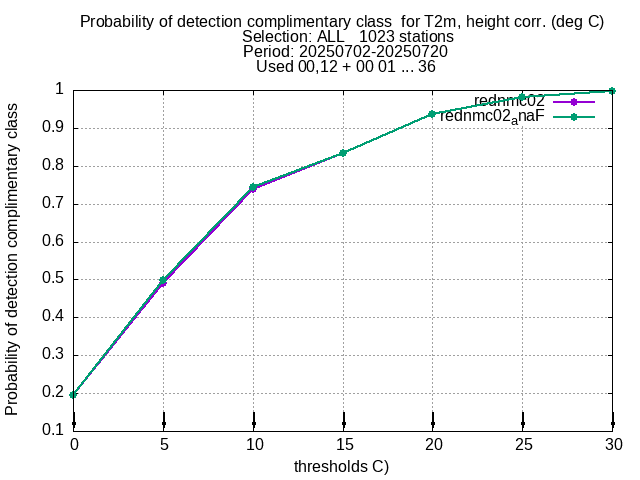 Probability of detection complimentary class  for T2m, height corr. (deg C)
Selection: ALL   1023 stations
Period: 20250702-20250720
Used 00,12 + 00 01 ... 36
rednmc02
rednmc02anaF
1
0.9
0.8
0.7
0.6
0.5
0.4
0.3
0.2
0.1
Probability of detection complimentary class
0 5 10 15 20 25 30
thresholds C)